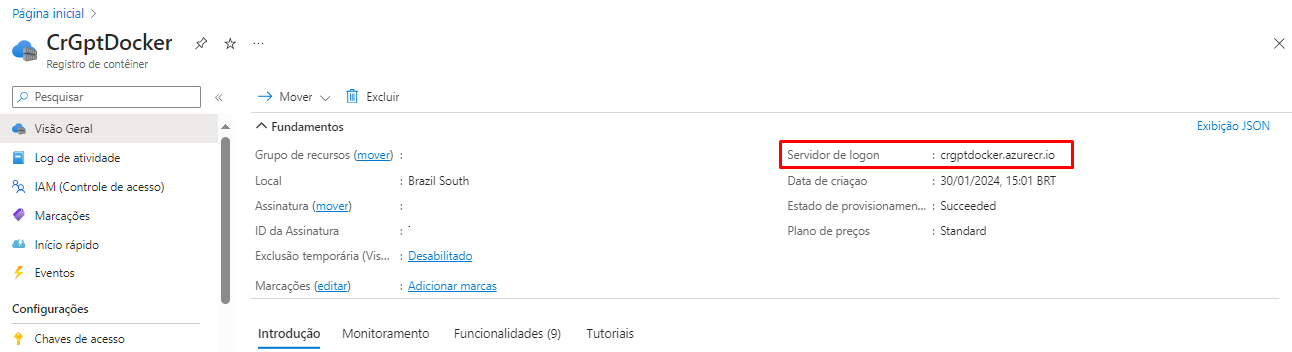 Página inicial >
CrGptDocker ...
Registro de contêiner
Pesquisar «
Visão Geral
Log de atividade
IAM (Controle de acesso)
Marcações
Início rápido
Eventos
Configurações
Chaves de acesso
Mover Excluir
Fundamentos Exibição JSON
Grupo de recursos (mover) :
Local : Brazil South
Assinatura (mover) :
ID da Assinatura :
Exclusão temporária (Vis... : Desabilitado
Marcações (editar) : Adicionar marcas
Servidor de logon : crgptdocker.azurecr.io
Data de criaçao : 30/01/2024, 15:01 BRT
Estado de provisionamen... : Succeeded
Plano de preços : Standard
Introdução Monitoramento Funcionalidades (9) Tutoriais